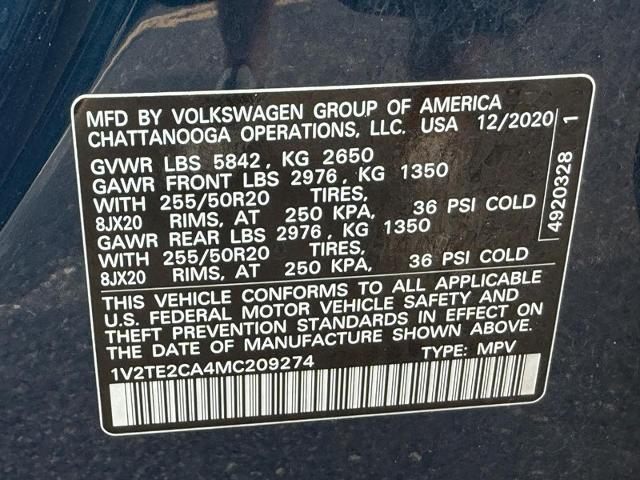 MFD BY VOLKSWAGEN GROUP OF AMERICA
CHATTANOOGA OPERATIONS, LLC. USA 12/2020
GVWR LBS 5842, KG 2650
GAWR FRONT LBS 2976, KG 1350
WITH 255/50R20 TIRES,
8JX20 RIMS, AT 250 KPA, 36 PSI COLD
GAWR REAR LBS 2976, KG 1350
WITH 255/50R20 TIRES,
8JX20 RIMS, AT 250 KPA, 36 PSI COLD
THIS VEHICLE CONFORMS TO ALL APPLICABLE
U.S. FEDERAL MOTOR VEHICLE SAFETY AND
THEFT PREVENTION STANDARDS IN EFFECT ON
THE DATE OF MANUFACTURE SHOWN ABOVE.
1V2TE2CA4MC209274 TYPE: MPV
4920328 1